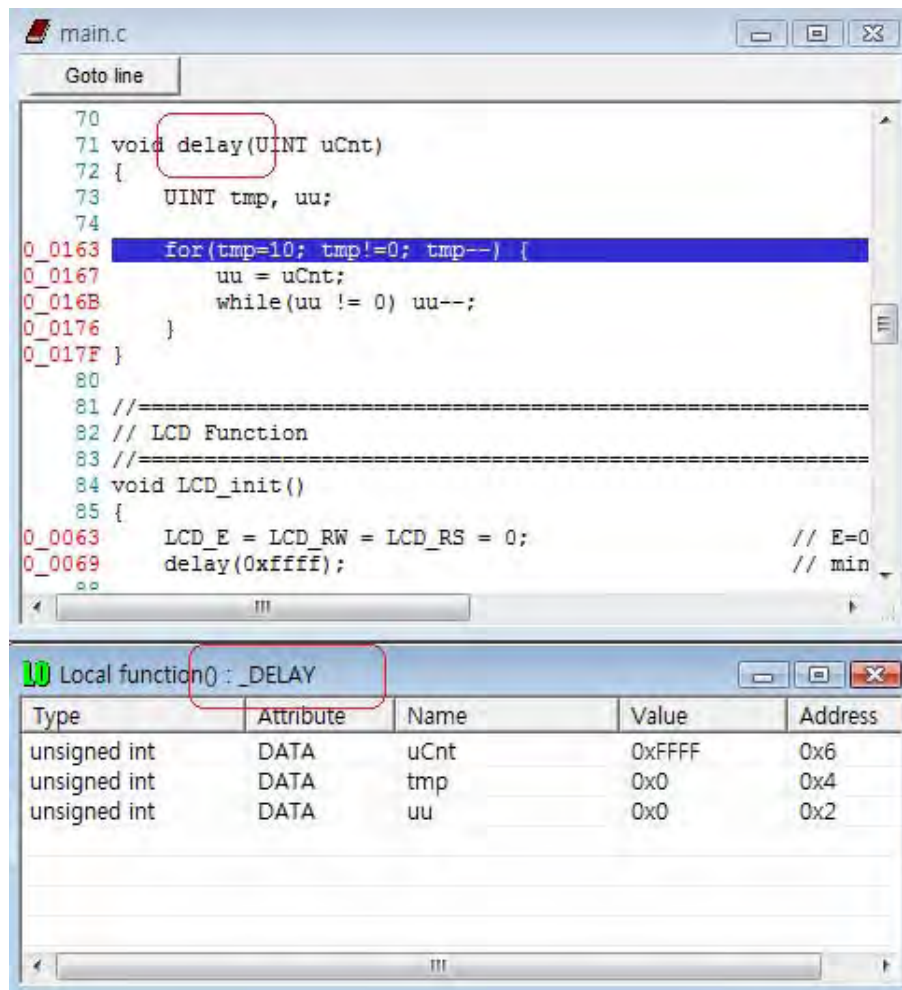 main.c
Goto line
70
71 void delay(UINT uCnt)
72 {
73 UINT tmp, uu;
74
0_0163 for(tmp=10; tmp!=0; tmp--) {
0_0167 uu = uCnt;
0_016B while(uu != 0) uu--;
0_0176 }
0_017F }
80
81 //========================================================
82 // LCD Function
83 //========================================================
84 void LCD_init()
85 {
0_0063 LCD_E = LCD_RW = LCD_RS = 0; // E=0
0_0069 delay(0xffff); // min
88
Local function() : _DELAY
Type Attribute Name Value Address
unsigned int DATA uCnt 0xFFFF 0x6
unsigned int DATA tmp 0x0 0x4
unsigned int DATA uu 0x0 0x2